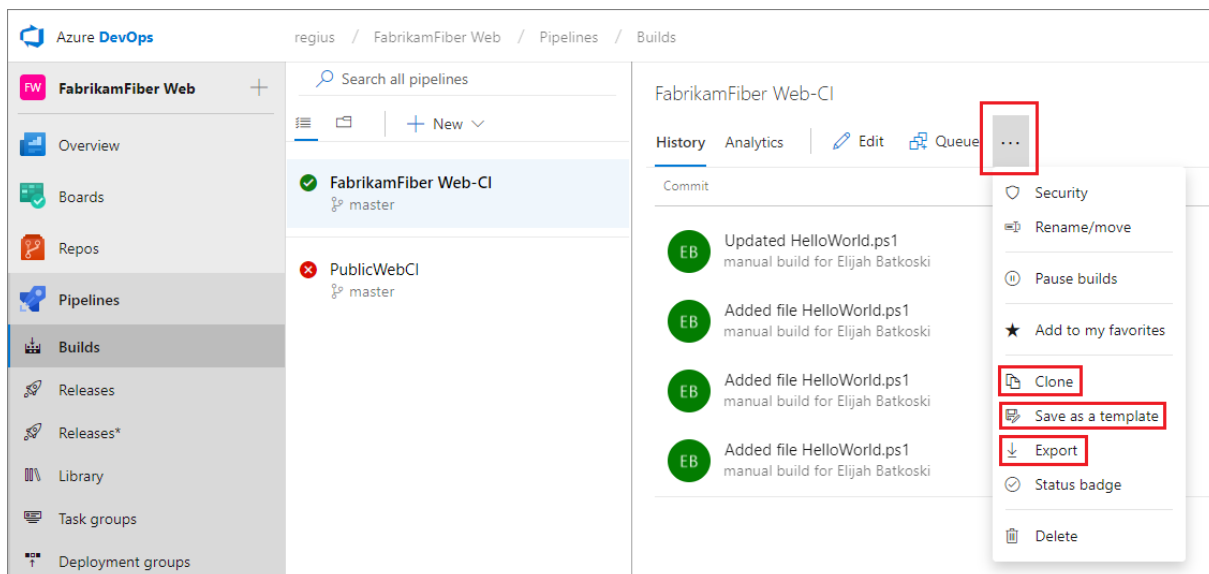 Azure DevOps
regius / FabrikamFiber Web / Pipelines / Builds
FW FabrikamFiber Web
Overview
Boards
Repos
Pipelines
Builds
Releases
Releases*
Library
Task groups
Deployment groups
Search all pipelines
New
FabrikamFiber Web-CI
master
PublicWebCI
master
FabrikamFiber Web-CI
History Analytics Edit Queue ...
Commit
EB Updated HelloWorld.ps1
manual build for Elijah Batkoski
EB Added file HelloWorld.ps1
manual build for Elijah Batkoski
EB Added file HelloWorld.ps1
manual build for Elijah Batkoski
EB Added file HelloWorld.ps1
manual build for Elijah Batkoski
Security
Rename/move
Pause builds
Add to my favorites
Clone
Save as a template
Export
Status badge
Delete